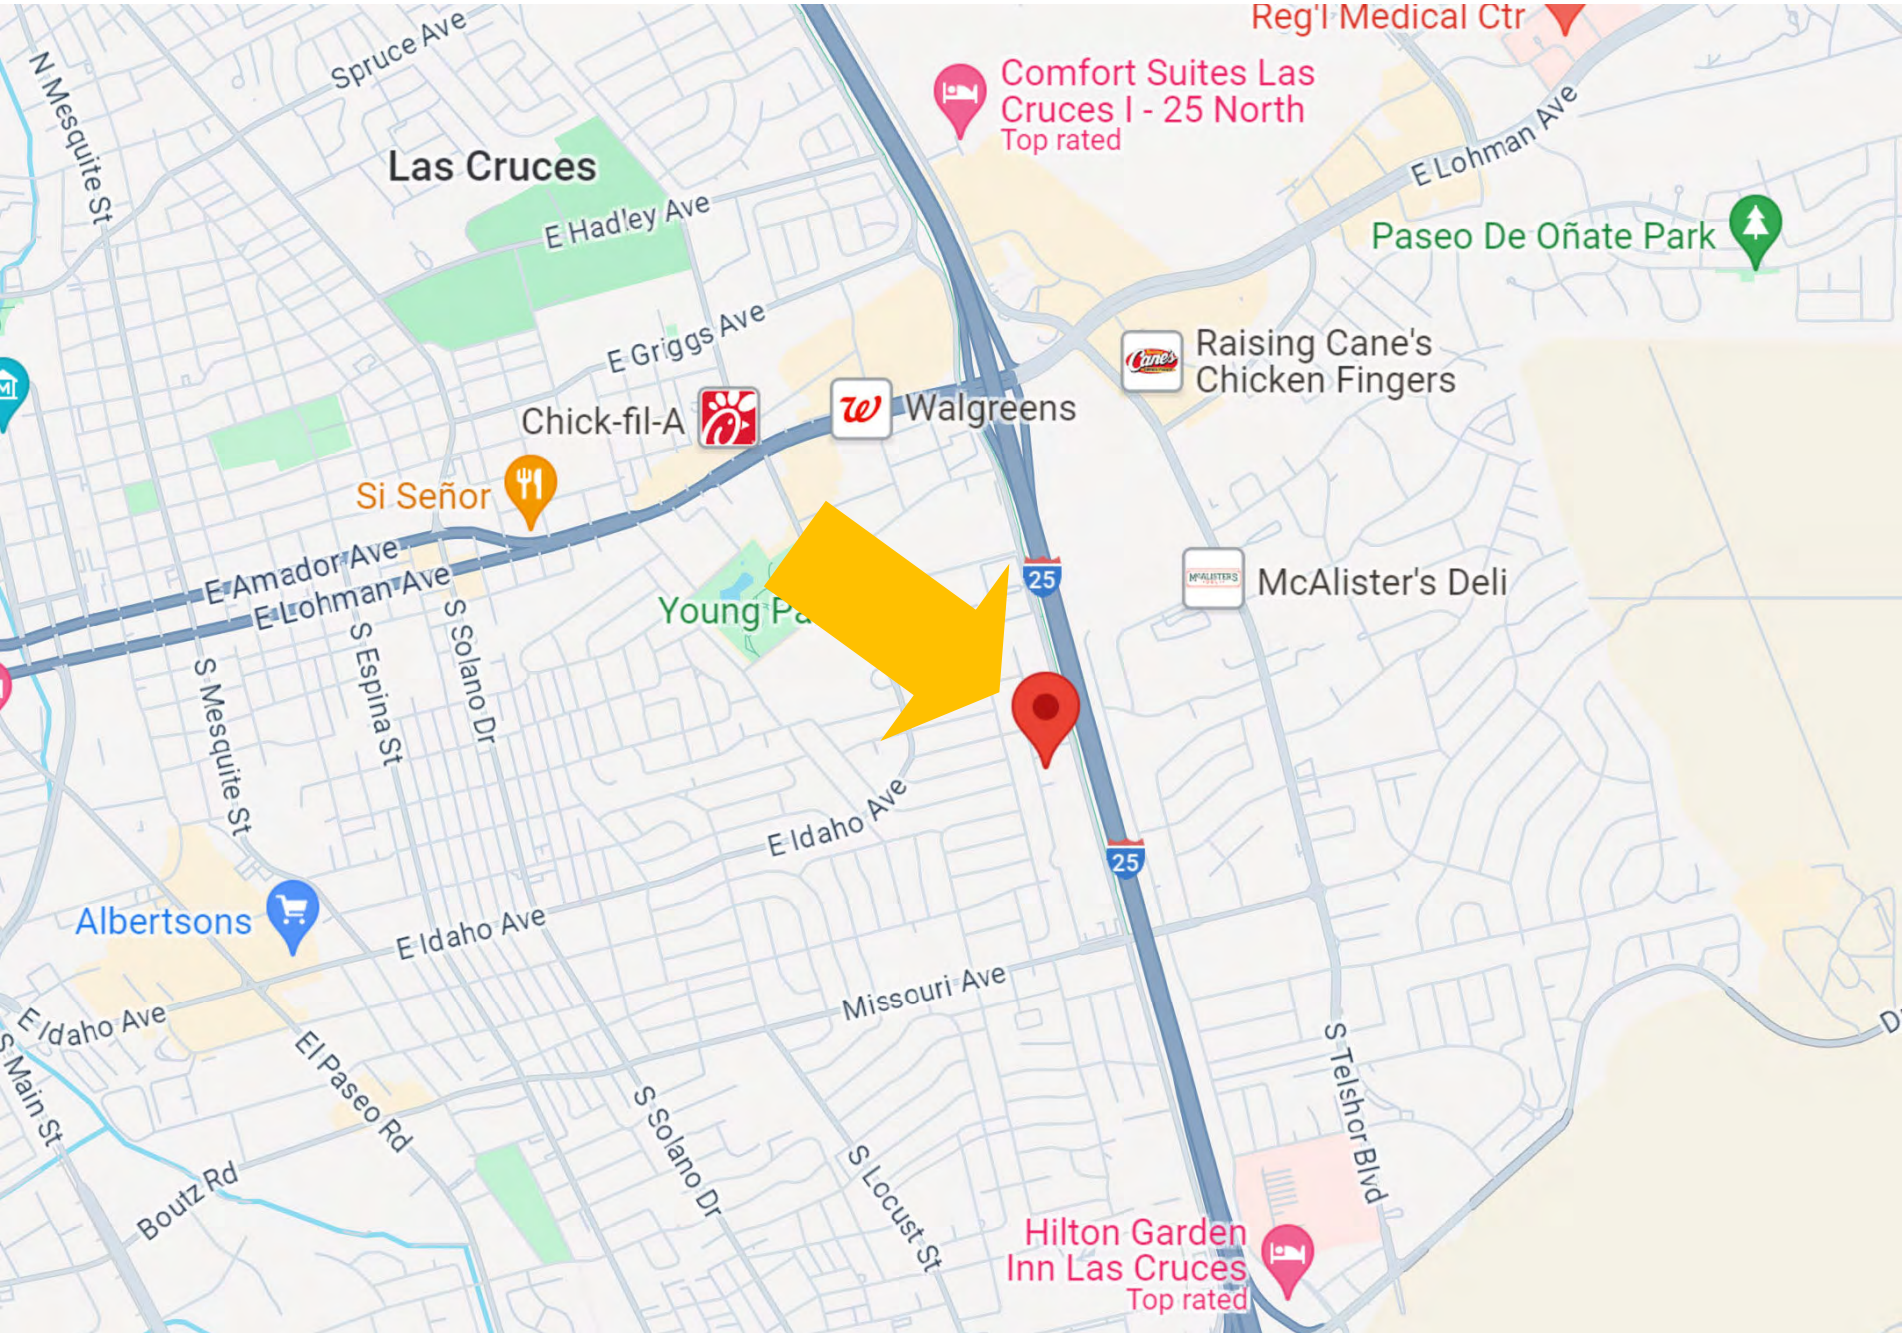 Reg'l Medical Ctr
Spruce Ave
N Mesquite St
Comfort Suites Las
Cruces I - 25 North
Top rated
E Lohman Ave
Las Cruces
E Hadley Ave
Paseo De Oñate Park
E Griggs Ave
Raising Cane's
Chicken Fingers
Cane's
Chick-fil-A
W
Walgreens
Si Señor
E Amador Ave
E Lohman Ave
25
McALISTER'S
McAlister's Deli
Young Pa
S Solano Dr
S Espina St
S Mesquite St
E Idaho Ave
25
Albertsons
E Idaho Ave
Missouri Ave
E Idaho Ave
S Main St
El Paseo Rd
S Telshor Blvd
S Solano Dr
S Locust St
Boutz Rd
Hilton Garden
Inn Las Cruces
Top rated